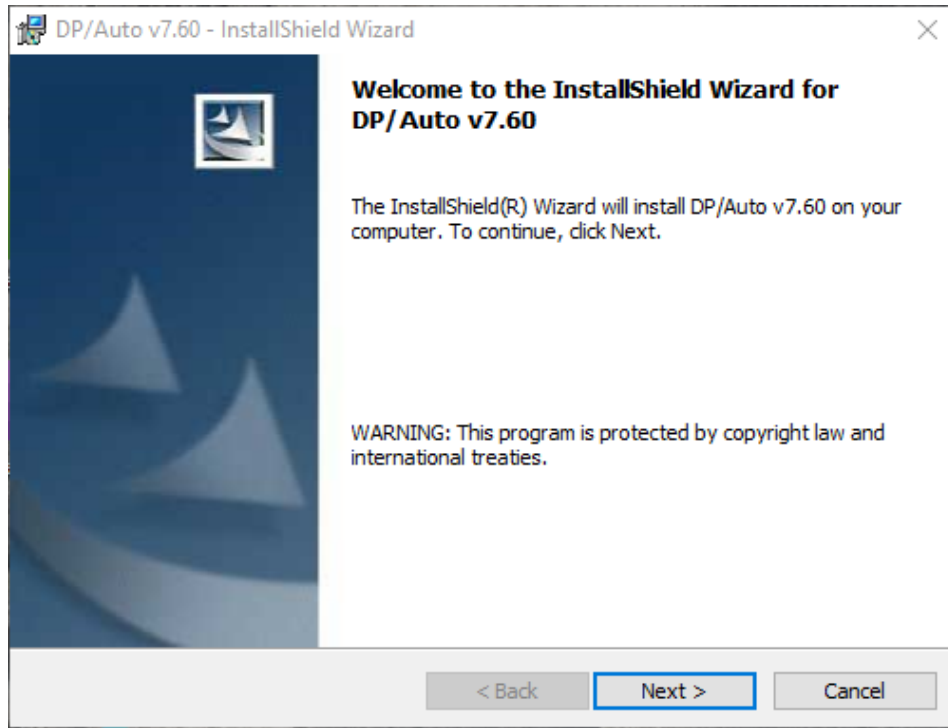 DP/Auto v7.60 - InstallShield Wizard
Welcome to the InstallShield Wizard for
DP/Auto v7.60
The InstallShield(R) Wizard will install DP/Auto v7.60 on your
computer. To continue, click Next.
WARNING: This program is protected by copyright law and
international treaties.
< Back
Next >
Cancel